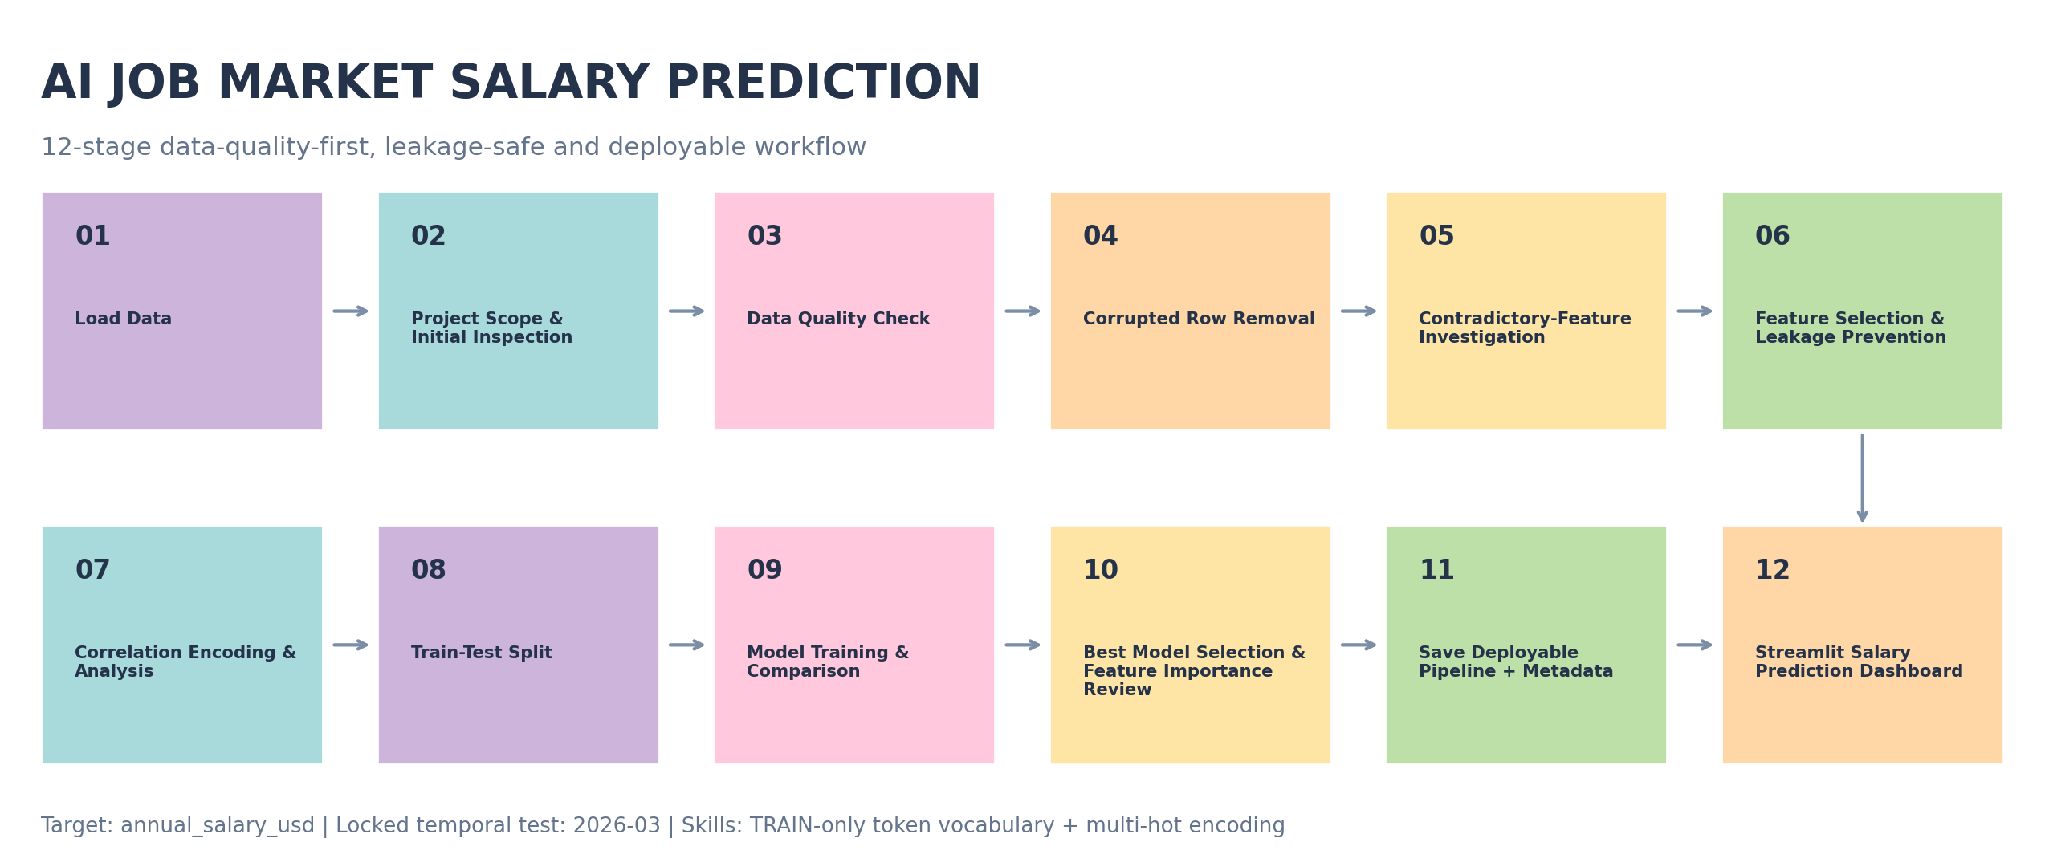 AI JOB MARKET SALARY PREDICTION
12-stage data-quality-first, leakage-safe and deployable workflow
01
Load Data
02
Project Scope &
Initial Inspection
03
Data Quality Check
04
Corrupted Row Removal
05
Contradictory-Feature
Investigation
06
Feature Selection &
Leakage Prevention
07
Correlation Encoding &
Analysis
08
Train-Test Split
09
Model Training &
Comparison
10
Best Model Selection &
Feature Importance
Review
11
Save Deployable
Pipeline + Metadata
12
Streamlit Salary
Prediction Dashboard
Target: annual_salary_usd | Locked temporal test: 2026-03 | Skills: TRAIN-only token vocabulary + multi-hot encoding